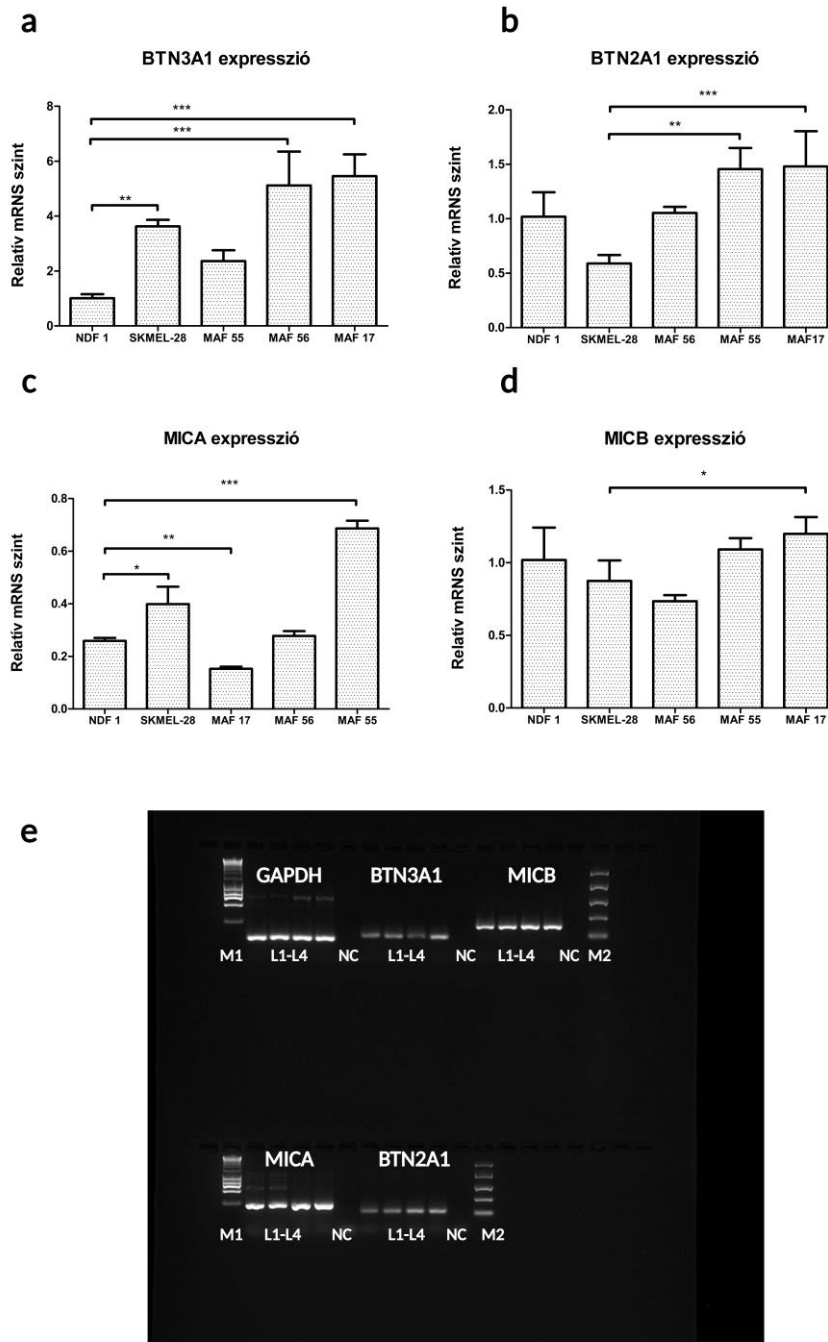 a
BTN3A1 expresszió
Relatív mRNS szint
8
6
4
2
0
***
***
**
NDF 1 SKMEL-28 MAF 55 MAF 56 MAF 17
b
BTN2A1 expresszió
Relatív mRNS szint
2.0
1.5
1.0
0.5
0.0
***
**
NDF 1 SKMEL-28 MAF 56 MAF 55 MAF17
c
MICA expresszió
Relatív mRNS szint
0.8
0.6
0.4
0.2
0.0
***
**
*
NDF 1 SKMEL-28 MAF 17 MAF 56 MAF 55
d
MICB expresszió
Relatív mRNS szint
1.5
1.0
0.5
0.0
*
NDF 1 SKMEL-28 MAF 56 MAF 55 MAF 17
e
GAPDH BTN3A1 MICB
M1 L1-L4 NC L1-L4 NC L1-L4 NC M2
MICA BTN2A1
M1 L1-L4 NC L1-L4 NC M2